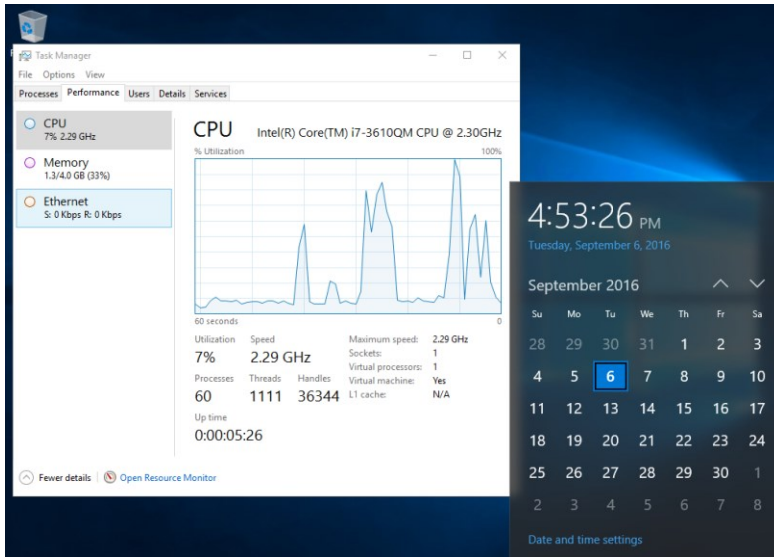 Task Manager
File Options View
Processes Performance Users Details Services
CPU
7% 2.29 GHz
Memory
1.3/4.0 GB (33%)
Ethernet
S: 0 Kbps R: 0 Kbps
CPU Intel(R) Core(TM) i7-3610QM CPU @ 2.30GHz
% Utilization 100%
60 seconds 0
Utilization Speed
7% 2.29 GHz
Processes Threads Handles
60 1111 36344
Up time
0:00:05:26
Maximum speed: 2.29 GHz
Sockets: 1
Virtual processors: 1
Virtual machine: Yes
L1 cache: N/A
Fewer details Open Resource Monitor
4:53:26 PM
Tuesday, September 6, 2016
September 2016
Su Mo Tu We Th Fr Sa
28 29 30 31 1 2 3
4 5 6 7 8 9 10
11 12 13 14 15 16 17
18 19 20 21 22 23 24
25 26 27 28 29 30 1
2 3 4 5 6 7 8
Date and time settings